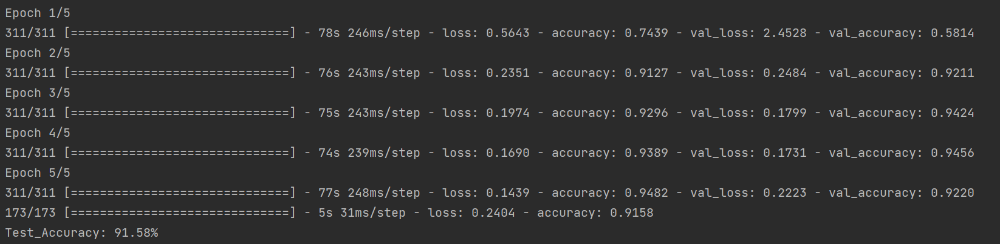 Epoch 1/5
311/311 [==============================] - 78s 246ms/step - loss: 0.5643 - accuracy: 0.7439 - val_loss: 2.4528 - val_accuracy: 0.5814
Epoch 2/5
311/311 [==============================] - 76s 243ms/step - loss: 0.2351 - accuracy: 0.9127 - val_loss: 0.2484 - val_accuracy: 0.9211
Epoch 3/5
311/311 [==============================] - 75s 243ms/step - loss: 0.1974 - accuracy: 0.9296 - val_loss: 0.1799 - val_accuracy: 0.9424
Epoch 4/5
311/311 [==============================] - 74s 239ms/step - loss: 0.1690 - accuracy: 0.9389 - val_loss: 0.1731 - val_accuracy: 0.9456
Epoch 5/5
311/311 [==============================] - 77s 248ms/step - loss: 0.1439 - accuracy: 0.9482 - val_loss: 0.2223 - val_accuracy: 0.9220
173/173 [==============================] - 5s 31ms/step - loss: 0.2404 - accuracy: 0.9158
Test_Accuracy: 91.58%